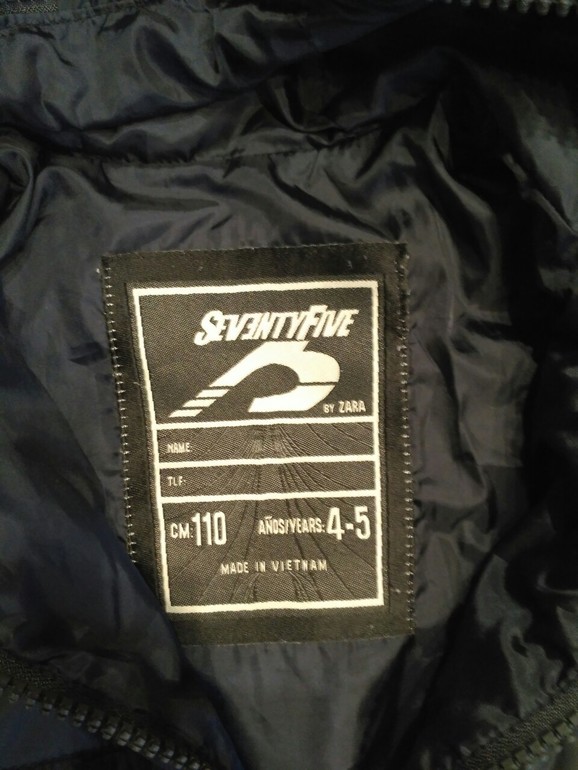 SEVENTYFIVE
BY ZARA
NAME:
TLF:
CM: 110 AÑOS/YEARS: 4-5
MADE IN VIETNAM